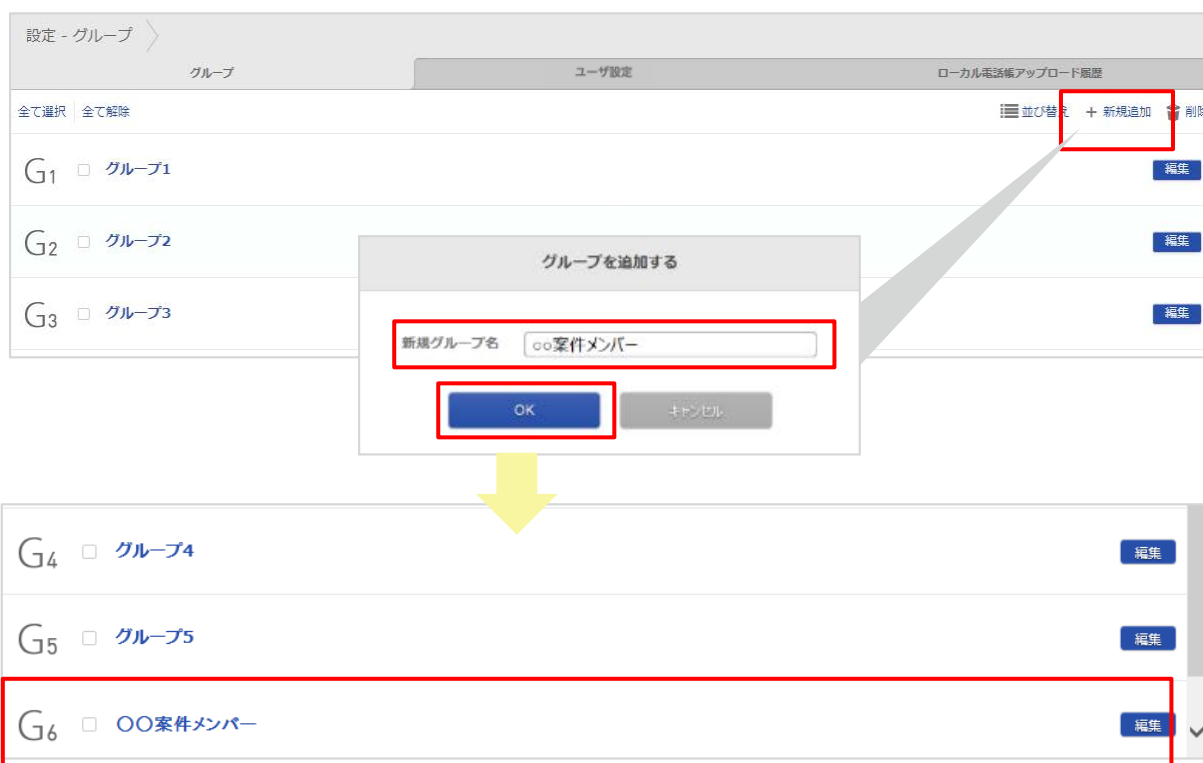 設定 - グループ
グループ ユーザ設定 ローカル電話帳アップロード履歴
全て選択 全て解除 並び替え + 新規追加 削除
G1 グループ1 編集
G2 グループ2 編集
G3 グループ3 編集
グループを追加する
新規グループ名 ○○案件メンバー
OK キャンセル
G4 グループ4 編集
G5 グループ5 編集
G6 〇〇案件メンバー 編集